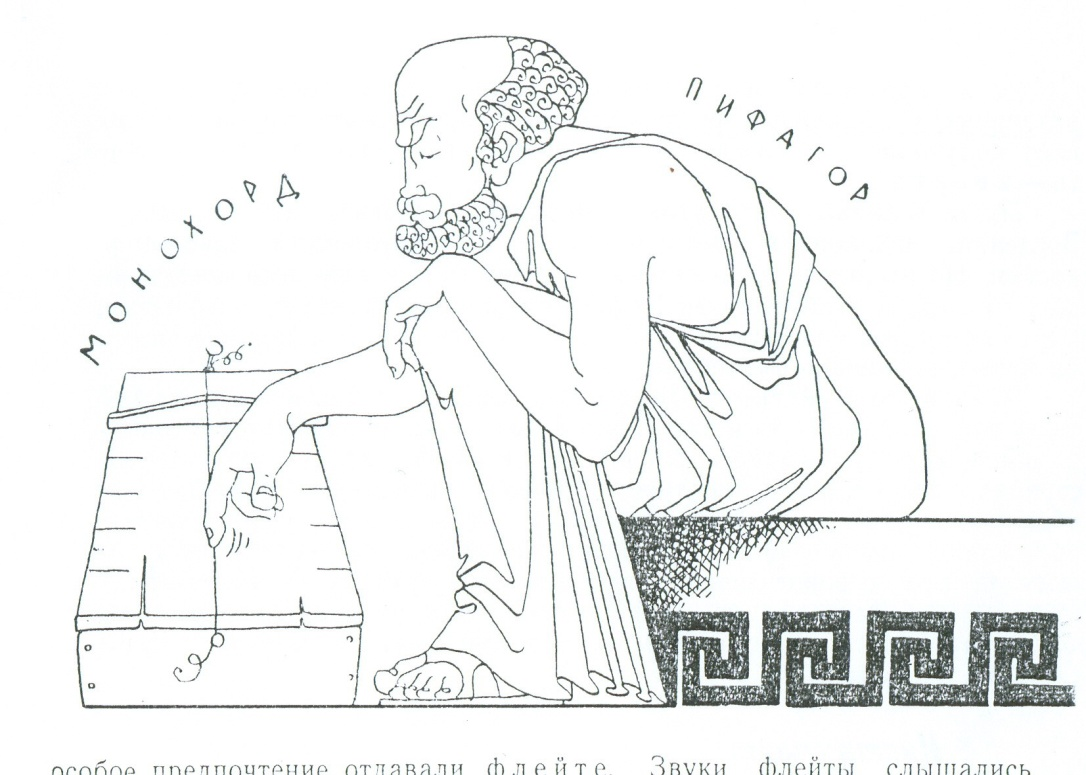 МОНОХОРД
ПИФАГОР
особое предпочтение отдавали флейте. Звуки флейты слышались